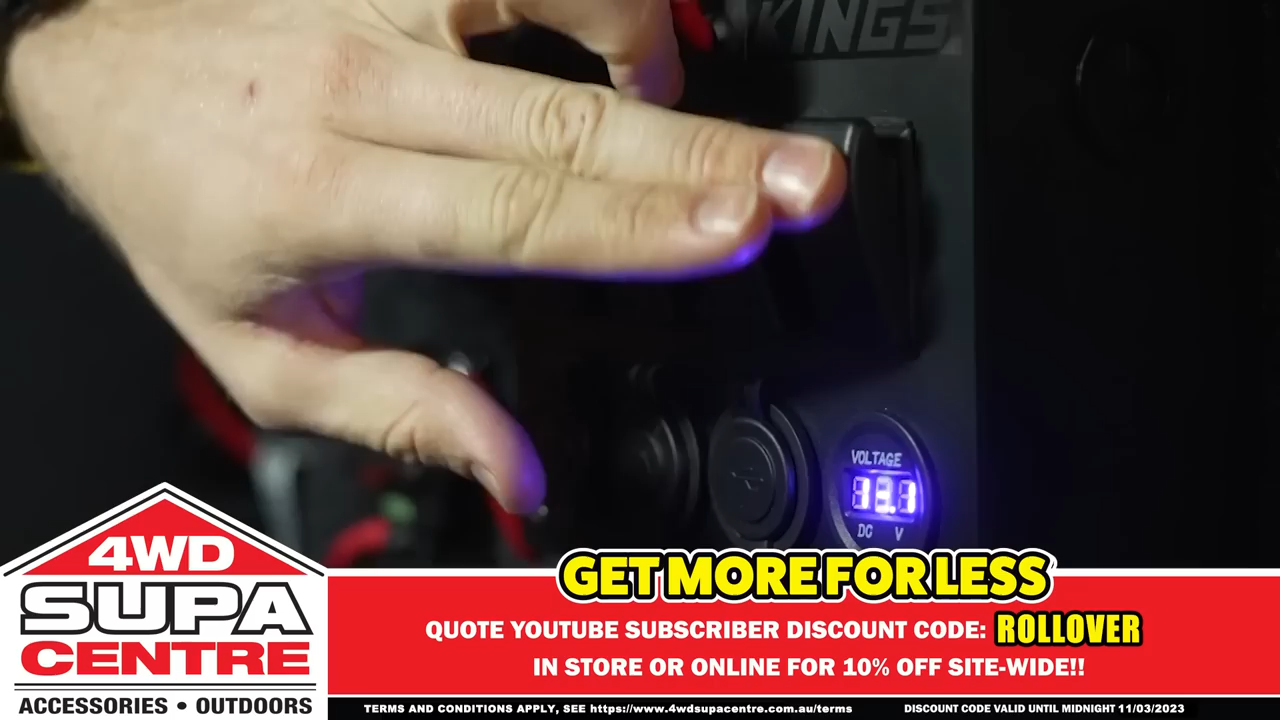 KINGS
VOLTAGE
13.1
DC V
4WD
SUPA
CENTRE
ACCESSORIES • OUTDOORS
GET MORE FOR LESS
QUOTE YOUTUBE SUBSCRIBER DISCOUNT CODE: ROLLOVER
IN STORE OR ONLINE FOR 10% OFF SITE-WIDE!!
TERMS AND CONDITIONS APPLY, SEE https://www.4wdsupacentre.com.au/terms
DISCOUNT CODE VALID UNTIL MIDNIGHT 11/03/2023